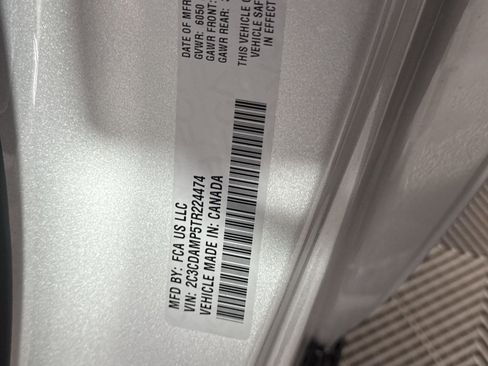 MFD BY: FCA US LLC
VIN: 2C3CDAMP5TR224474
VEHICLE MADE IN: CANADA
DATE OF MFR
GVWR: 6050
GAWR FRONT:
GAWR REAR:
THIS VEHICLE
VEHICLE SAF
IN EFFECT